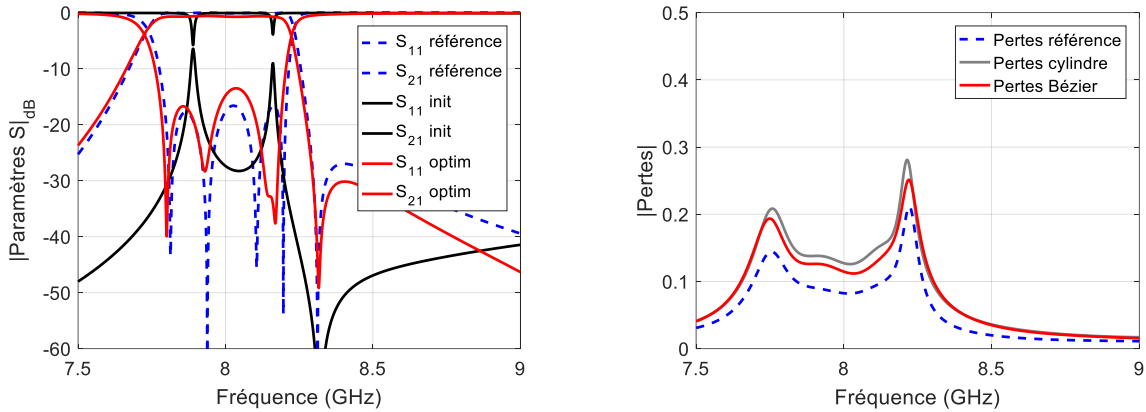 0
-10
-20
-30
-40
-50
-60
7.5
8
8.5
9
Fréquence (GHz)
|Paramètres S|dB
S11 référence
S21 référence
S11 init
S21 init
S11 optim
S21 optim
0.5
0.4
0.3
0.2
0.1
0
7.5
8
8.5
9
Fréquence (GHz)
|Pertes|
Pertes référence
Pertes cylindre
Pertes Bézier